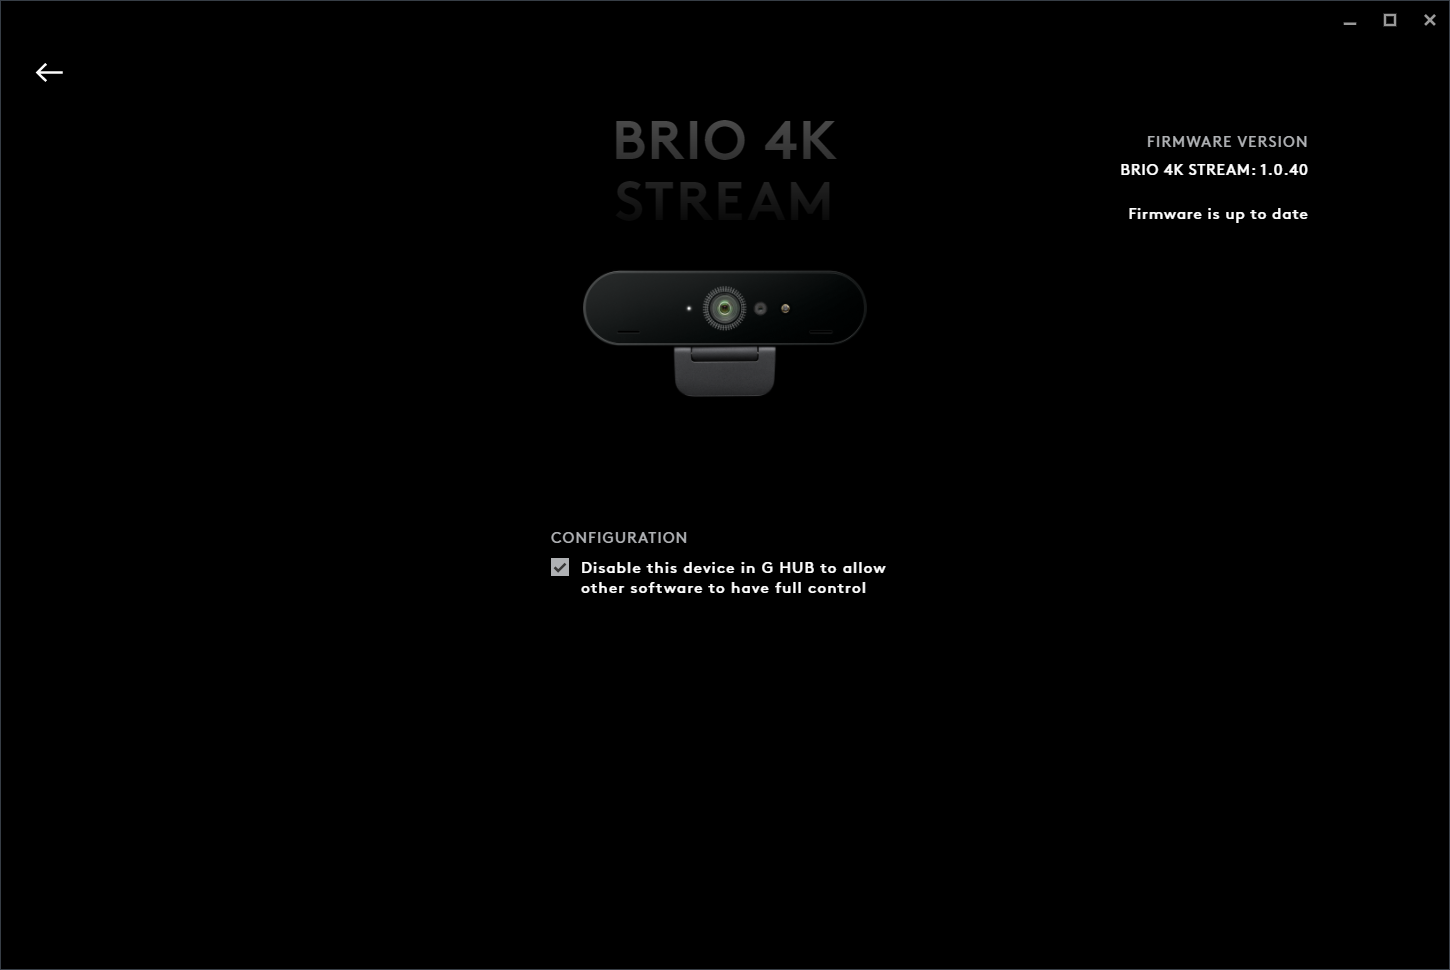 BRIO 4K
STREAM
FIRMWARE VERSION
BRIO 4K STREAM: 1.0.40
Firmware is up to date
CONFIGURATION
Disable this device in G HUB to allow
other software to have full control